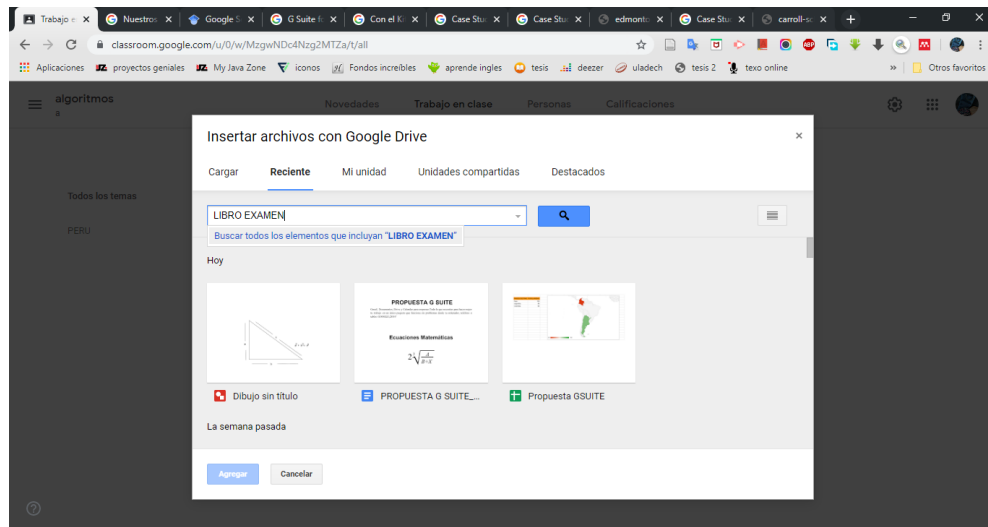 Trabajo e
Nuestros
Google S
G Suite fo
Con el Ki
Case Stud
Case Stud
edmonto
Case Stud
carroll-sc
classroom.google.com/u/0/w/MzgwNDc4Nzg2MTZa/t/all
Aplicaciones
proyectos geniales
My Java Zone
iconos
Fondos increíbles
aprende ingles
tesis
deezer
uladech
tesis 2
texo online
Otros favoritos
algoritmos
B
Novedades
Trabajo en clase
Personas
Calificaciones
Todos los temas
PERU
Insertar archivos con Google Drive
Cargar
Reciente
Mi unidad
Unidades compartidas
Destacados
LIBRO EXAMEN
Buscar todos los elementos que incluyan "LIBRO EXAMEN"
Hoy
PROPUESTA G BUITE
Ecuaciones Matemáticas
Dibujo sin título
PROPUESTA G SUITE_...
Propuesta GSUITE
La semana pasada
Agregar
Cancelar